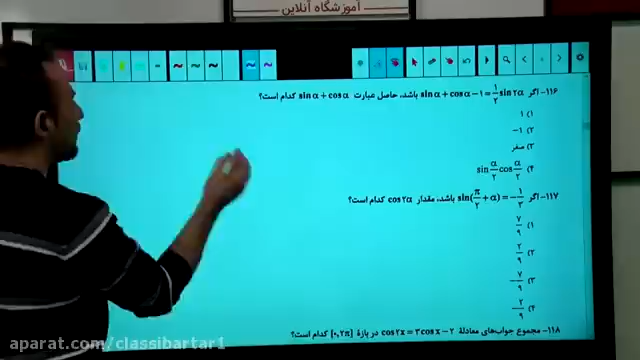 آموزشگاه آنلاین
۱۱۶- اگر sin α + cos α − ۱ = ۱/۲ sin ۲α باشد، حاصل عبارت sin α + cos α کدام است؟
۱) ۱
۲) −۱
۳) صفر
۴) sin α/۲ cos α/۲
۱۱۷- اگر sin(π/۲ + α) = −۱/۳ باشد، مقدار cos ۲α کدام است؟
۱) ۷/۹
۲) ۲/۹
۳) −۷/۹
۴) −۲/۹
۱۱۸- مجموع جواب‌های معادلهٔ cos ۲x = ۳cos x − ۲ در بازهٔ [۰, ۲π] کدام است؟
aparat.com/classibartar1